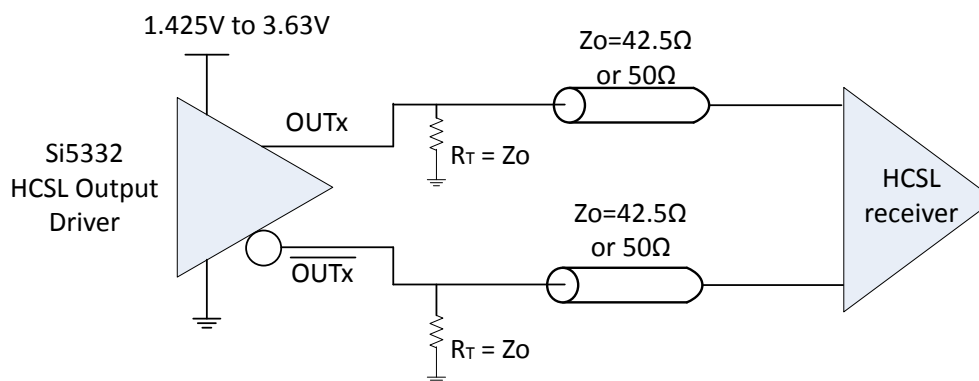 1.425V to 3.63V
Zo=42.5Ω
or 50Ω
OUTx
RT = Zo
Si5332
HCSL Output
Driver
HCSL
receiver
Zo=42.5Ω
or 50Ω
OUTx
RT = Zo